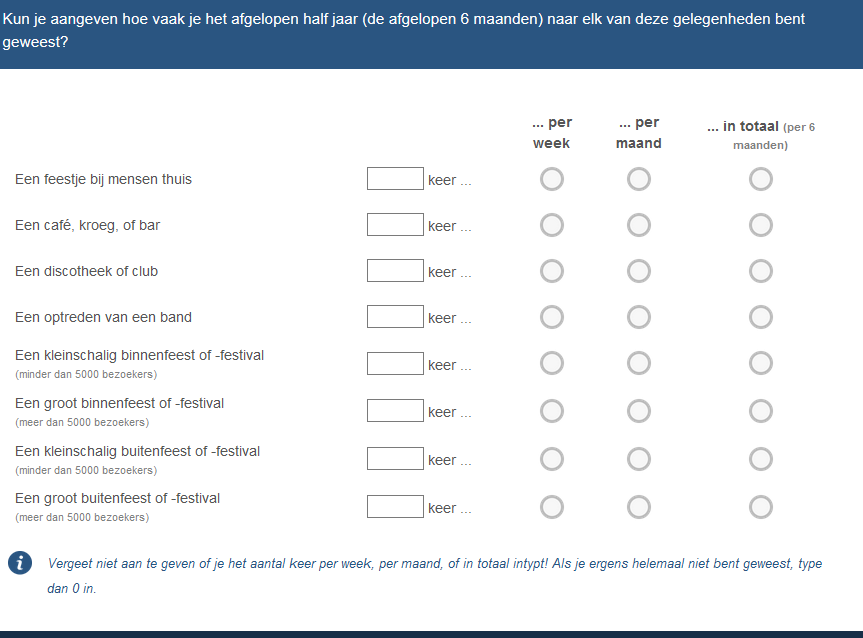 Kun je aangeven hoe vaak je het afgelopen half jaar (de afgelopen 6 maanden) naar elk van deze gelegenheden bent
geweest?
... per week
... per maand
... in totaal (per 6 maanden)
Een feestje bij mensen thuis keer ...
Een café, kroeg, of bar keer ...
Een discotheek of club keer ...
Een optreden van een band keer ...
Een kleinschalig binnenfeest of -festival
(minder dan 5000 bezoekers)
keer ...
Een groot binnenfeest of -festival
(meer dan 5000 bezoekers)
keer ...
Een kleinschalig buitenfeest of -festival
(minder dan 5000 bezoekers)
keer ...
Een groot buitenfeest of -festival
(meer dan 5000 bezoekers)
keer ...
i
Vergeet niet aan te geven of je het aantal keer per week, per maand, of in totaal intypt! Als je ergens helemaal niet bent geweest, type
dan 0 in.